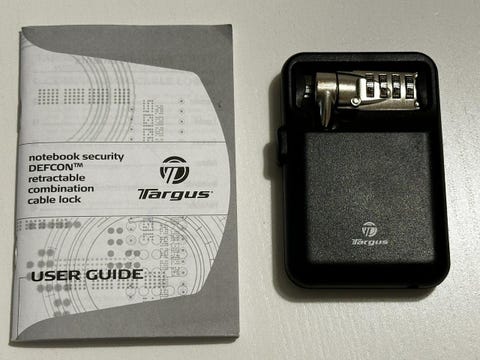 notebook security
DEFCON™
retractable
combination
cable lock
Targus
USER GUIDE
Targus